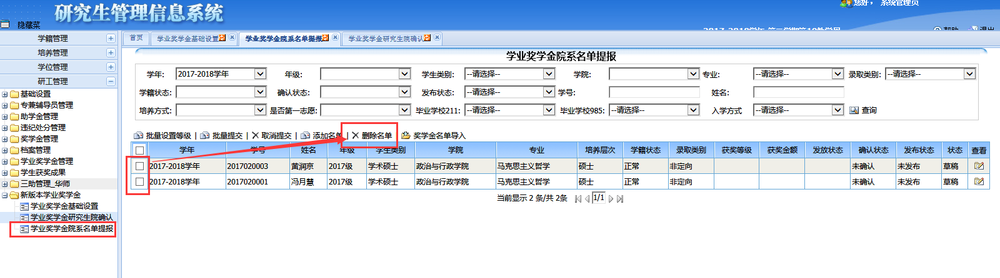 研究生管理信息系统
您好， 系统管理员
隐藏菜
2017-2018学年 第二学期第10教学周
帮助 退出
学籍管理
培养管理
学位管理
研工管理
基础设置
专兼辅导员管理
助学金管理
违纪处分管理
奖学金管理
档案管理
学业奖学金管理
学生获奖成果
三助管理_华师
新版本学业奖学金
学业奖学金基础设置
学业奖学金研究生院确认
学业奖学金院系名单提报
首页 学业奖学金基础设置 学业奖学金院系名单提报 学业奖学金研究生院确认
学业奖学金院系名单提报
学年: 2017-2018学年 年级: 学生类别: --请选择-- 学院: 专业: --请选择-- 录取类别: --请选择--
学籍状态: 确认状态: 发布状态: --请选择-- 学号: 姓名:
培养方式: 是否第一志愿: 毕业学校211: --请选择-- 毕业学校985: --请选择-- 入学方式 --请选择-- 查询
批量设置等级 | 批量提交 | 取消提交 | 添加名单 | 删除名单 奖学金名单导入
学年 学号 姓名 年级 学生类别 学院 专业 培养层次 学籍状态 录取类别 获奖等级 获奖金额 发放状态 确认状态 发布状态 状态 查看
2017-2018学年 2017020003 黄润京 2017级 学术硕士 政治与行政学院 马克思主义哲学 硕士 正常 非定向 未确认 未发布 草稿
2017-2018学年 2017020001 冯月慧 2017级 学术硕士 政治与行政学院 马克思主义哲学 硕士 正常 非定向 未确认 未发布 草稿
当前显示 2 条/共 2条 1/1